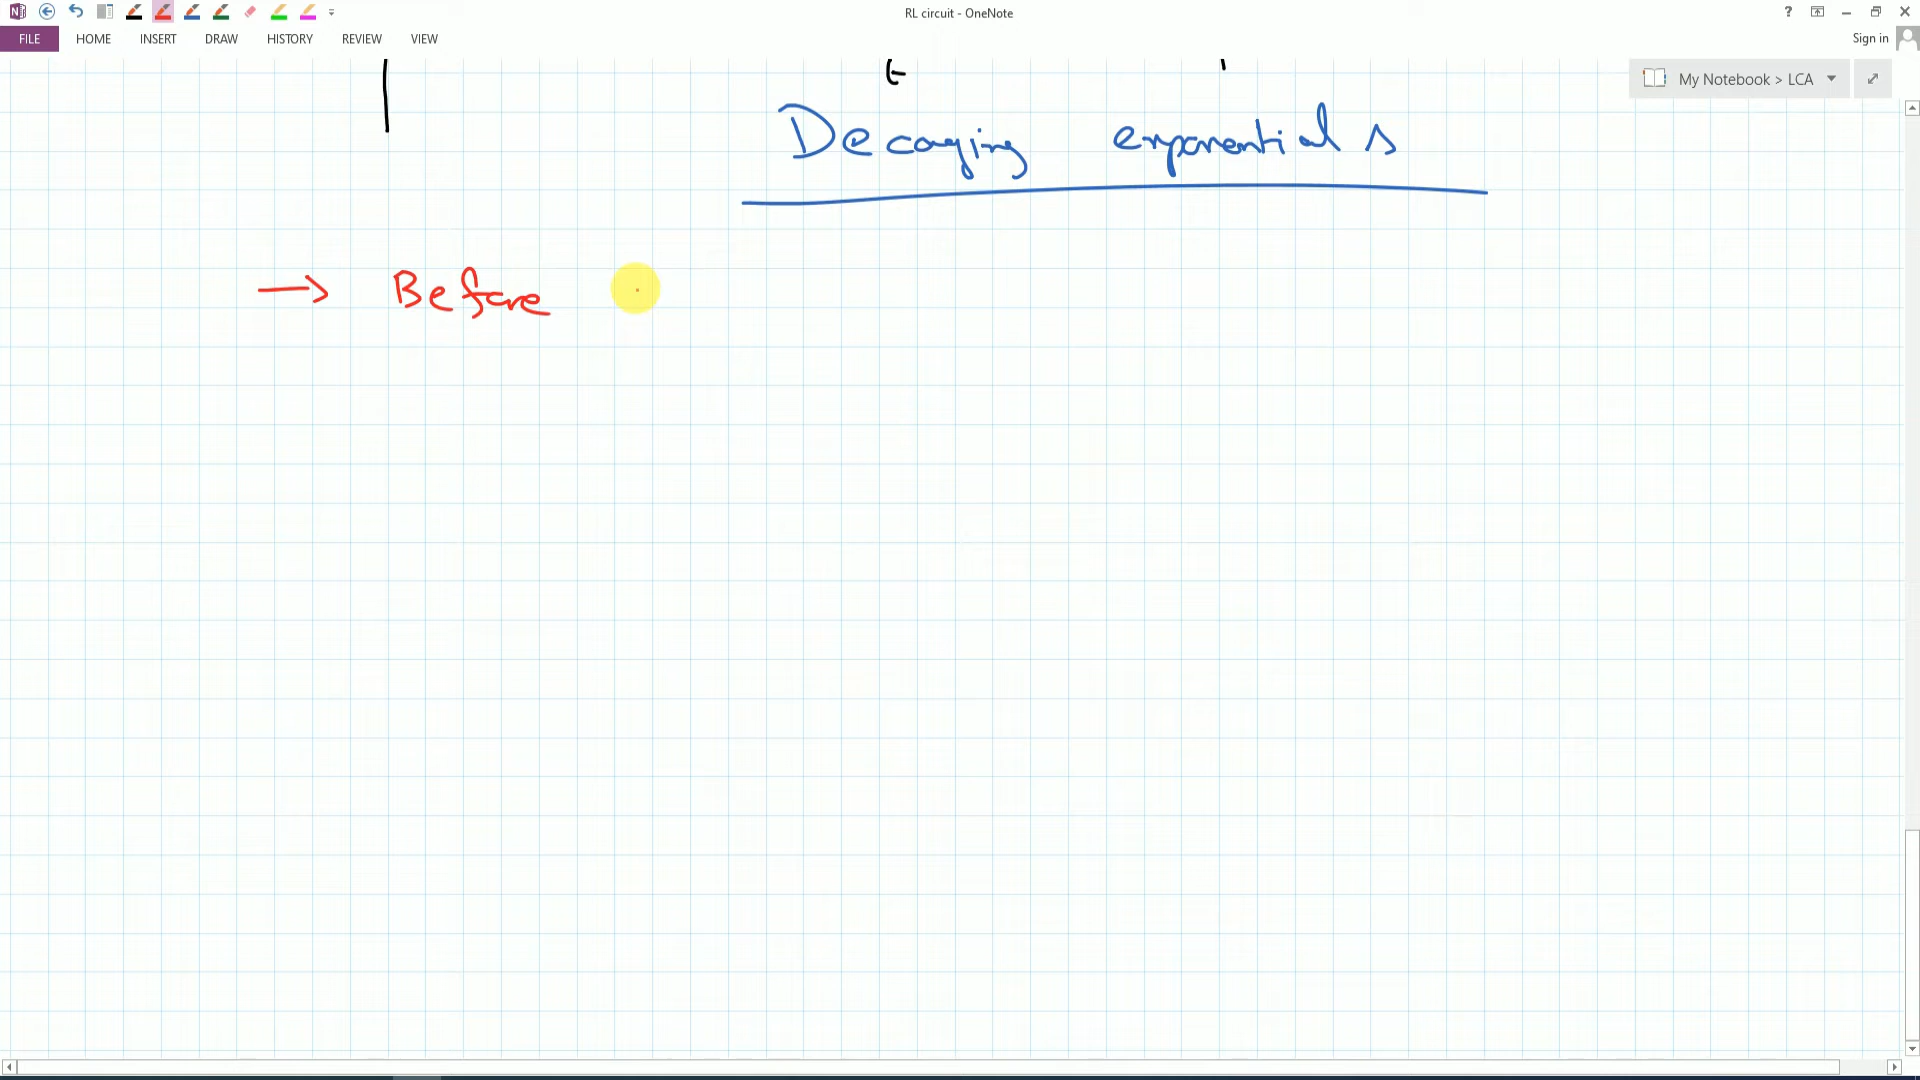 RL circuit - OneNote
? 
Sign in
FILE HOME INSERT DRAW HISTORY REVIEW VIEW
My Notebook > LCA
t
Decaying exponentials
→ Before